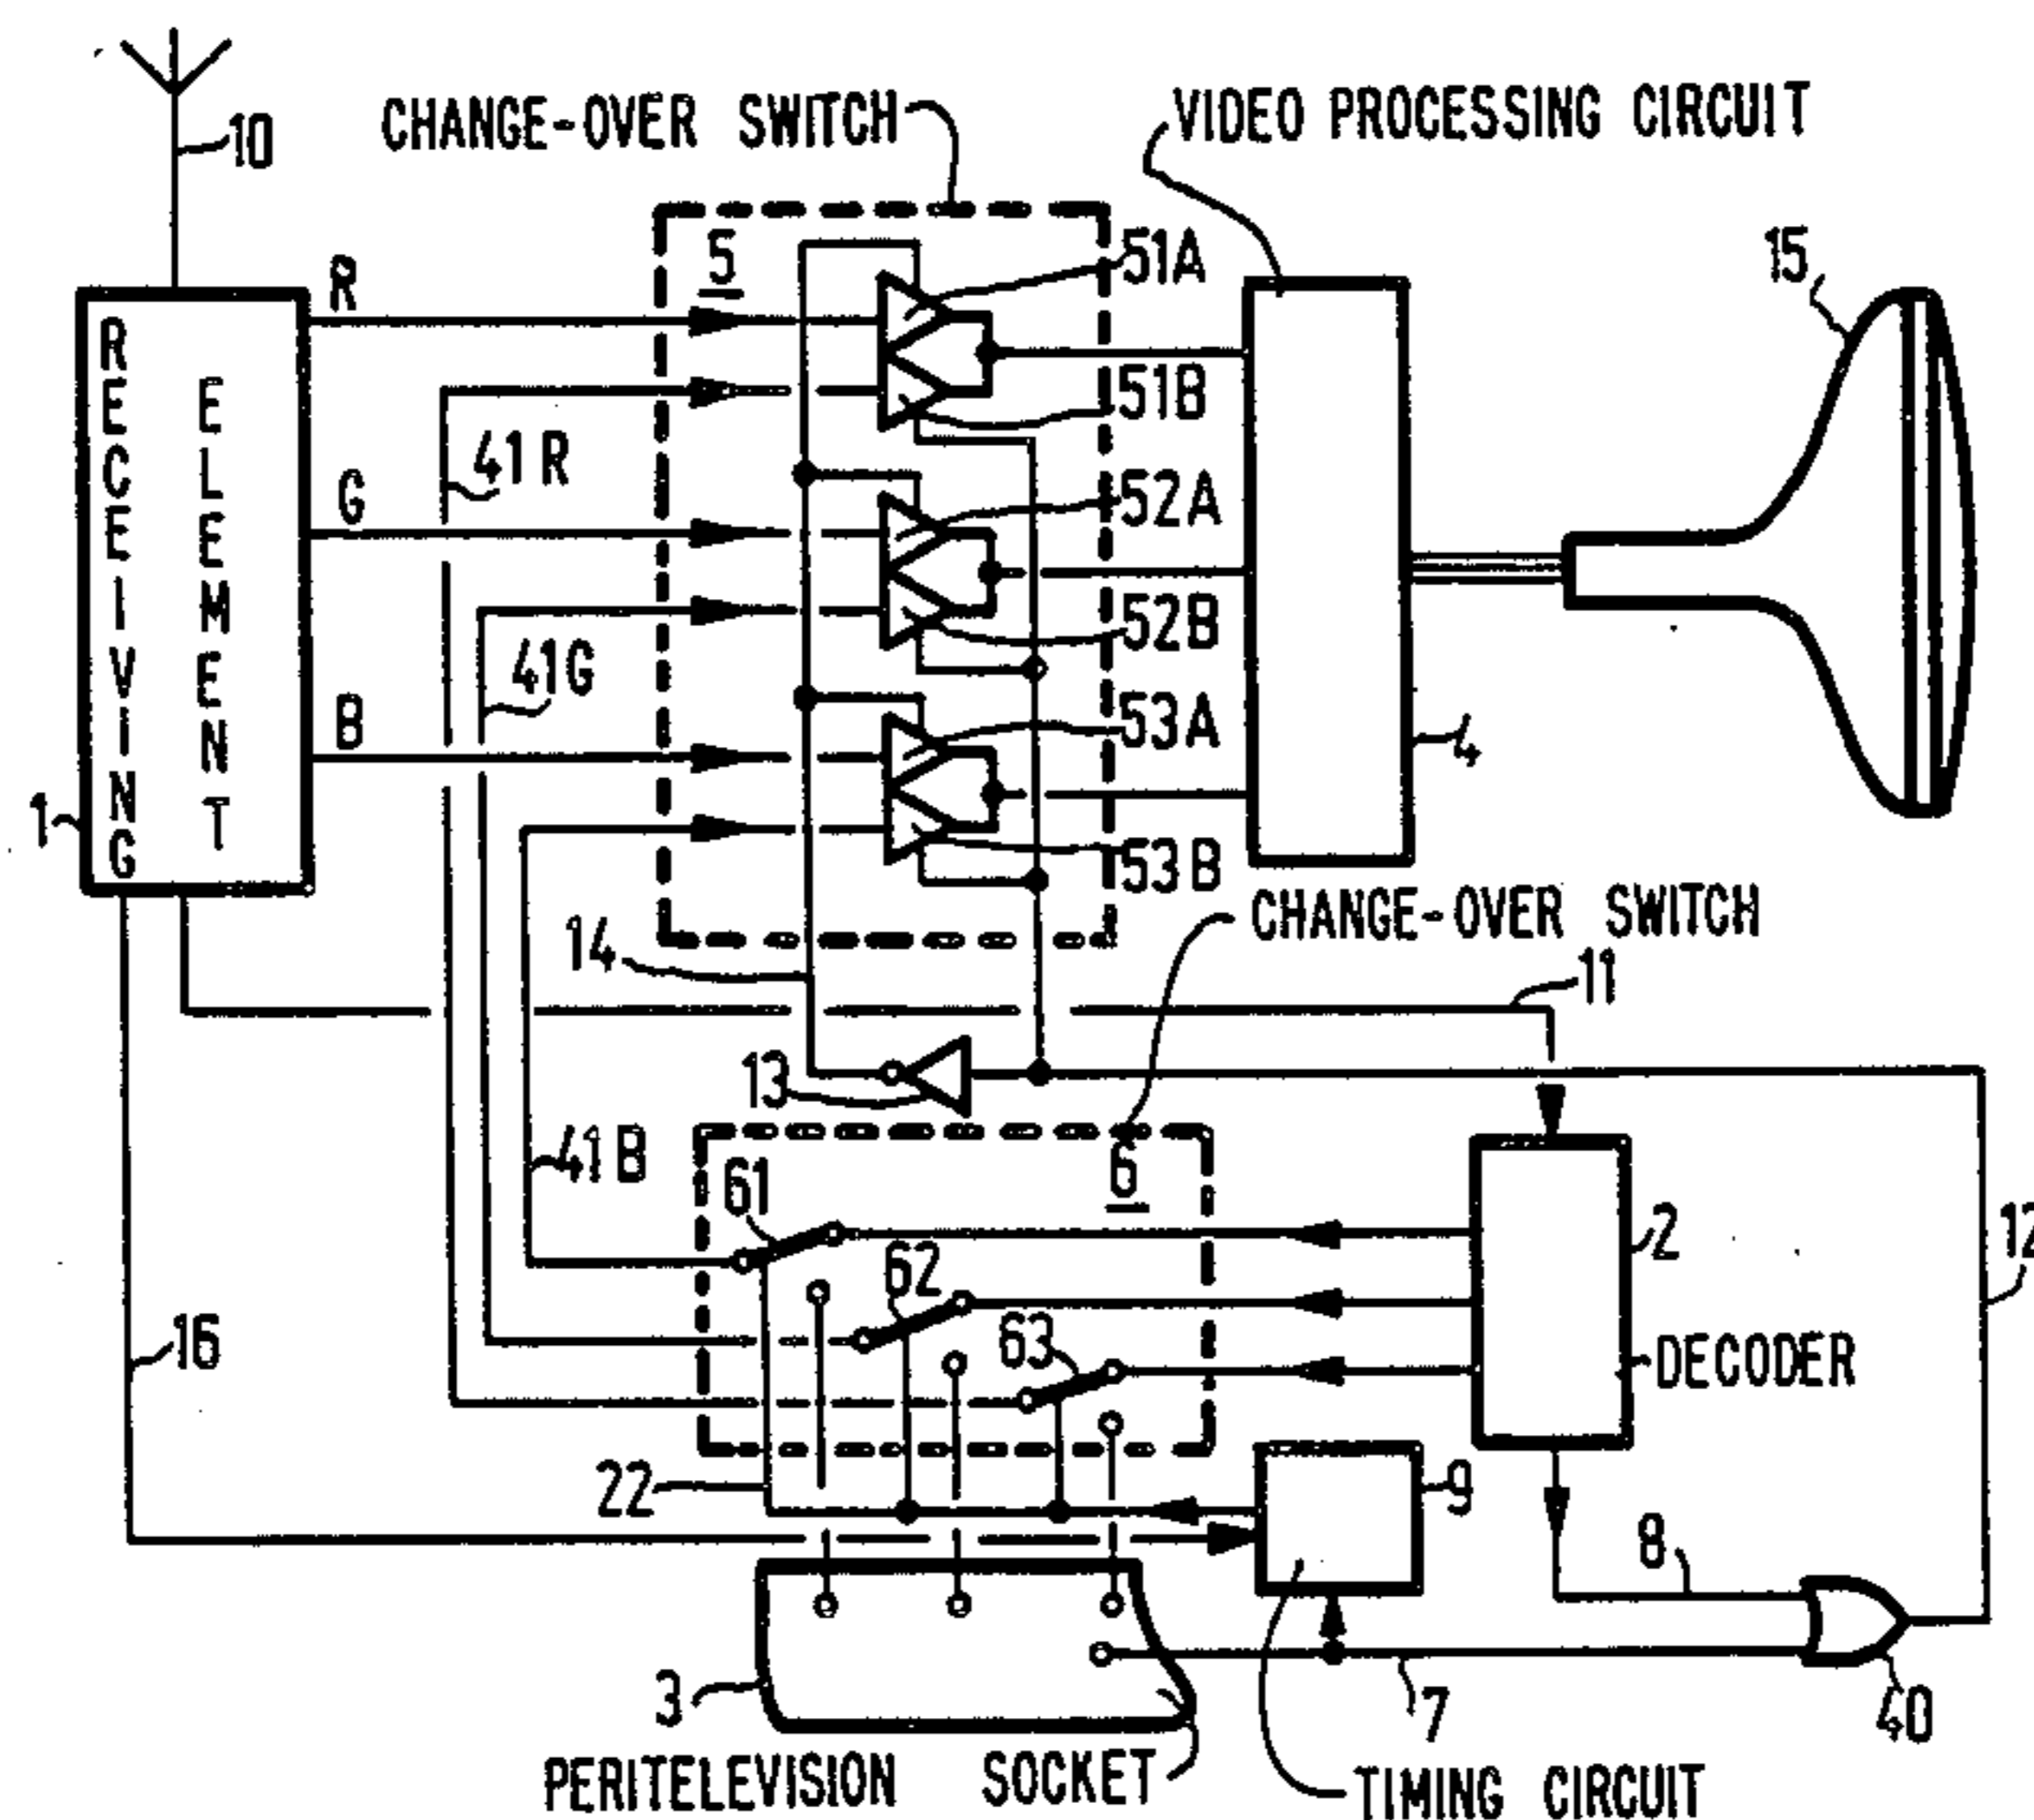 CHANGE-OVER SWITCH
VIDEO PROCESSING CIRCUIT
10
R
5
51A
15
RECEIVING
ELEMENT
51B
41R
G
52A
52B
41G
B
53A
4
1
53B
CHANGE-OVER SWITCH
14
11
13
41B
61
6
2
12
62
63
16
DECODER
22
9
8
3
7
40
PERITELEVISION SOCKET
TIMING CIRCUIT